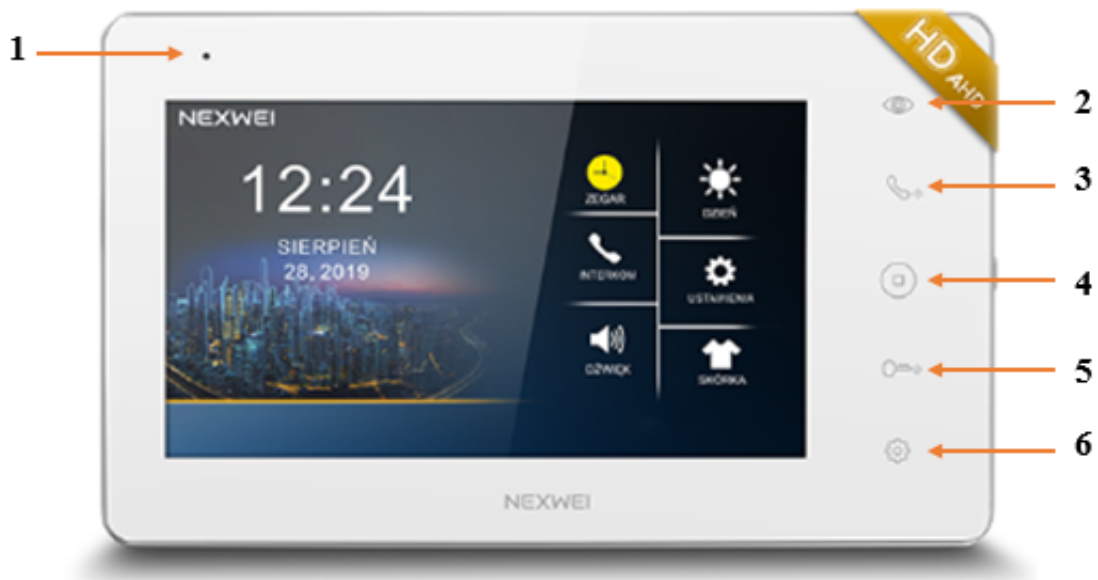 1
HD AHD
2
NEXWEI
12:24
SIERPIEŃ
28, 2019
ZEGAR
DZIEŃ
3
INTERKOM
USTAWIENIA
4
DŹWIĘK
SKÓRKA
5
6
NEXWEI